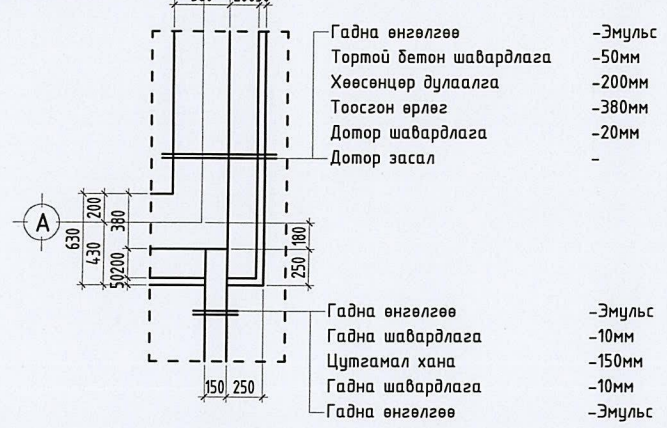 Гадна өнгөлгөө -Эмульс
Тортой бетон шавардлага -50мм
Хөөсөнцөр дулаалга -200мм
Тоосгон өрлөг -380мм
Дотор шавардлага -20мм
Дотор засал -
А
630
200
430
380
50
200
180
250
Гадна өнгөлгөө -Эмульс
Гадна шавардлага -10мм
Цутгамал хана -150мм
Гадна шавардлага -10мм
Гадна өнгөлгөө -Эмульс
150 250